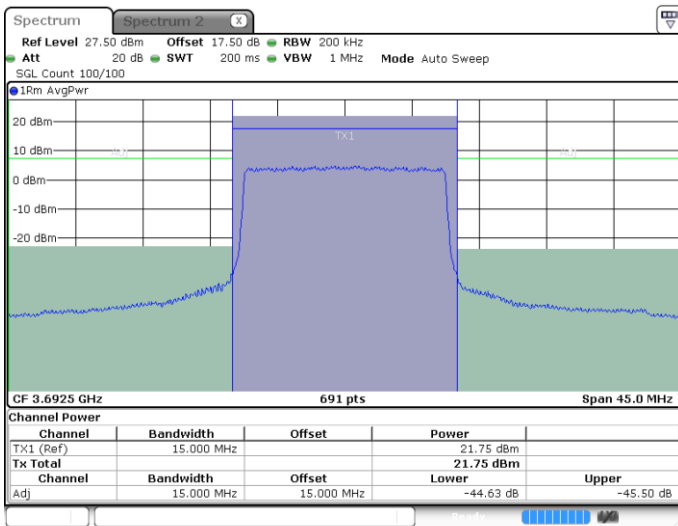 Spectrum Spectrum 2 X
Ref Level 27.50 dBm Offset 17.50 dB RBW 200 kHz
Att 20 dB SWT 200 ms VBW 1 MHz Mode Auto Sweep
SGL Count 100/100
1Rm AvgPwr
20 dBm
TX1
10 dBm
Adj Adj
0 dBm
-10 dBm
-20 dBm
CF 3.6925 GHz 691 pts Span 45.0 MHz
Channel Power
Channel Bandwidth Offset Power
TX1 (Ref) 15.000 MHz 21.75 dBm
Tx Total 21.75 dBm
Channel Bandwidth Offset Lower Upper
Adj 15.000 MHz 15.000 MHz -44.63 dB -45.50 dB
Ready